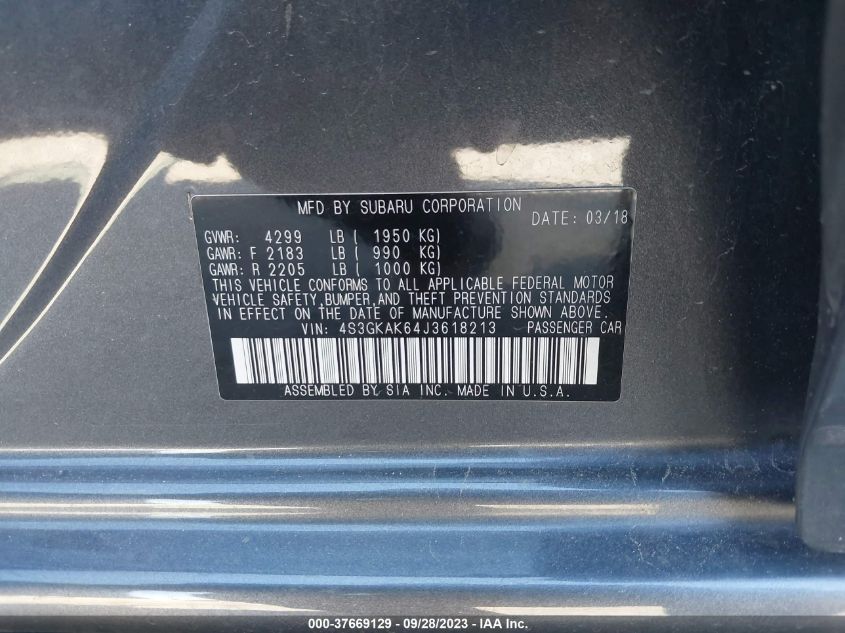 MFD BY SUBARU CORPORATION DATE: 03/18
GVWR: 4299 LB ( 1950 KG)
GAWR: F 2183 LB ( 990 KG)
GAWR: R 2205 LB ( 1000 KG)
THIS VEHICLE CONFORMS TO ALL APPLICABLE FEDERAL MOTOR
VEHICLE SAFETY, BUMPER, AND THEFT PREVENTION STANDARDS
IN EFFECT ON THE DATE OF MANUFACTURE SHOWN ABOVE.
VIN: 4S3GKAK64J3618213 PASSENGER CAR
ASSEMBLED BY SIA INC. MADE IN U.S.A.
000-37669129 - 09/28/2023 - IAA Inc.